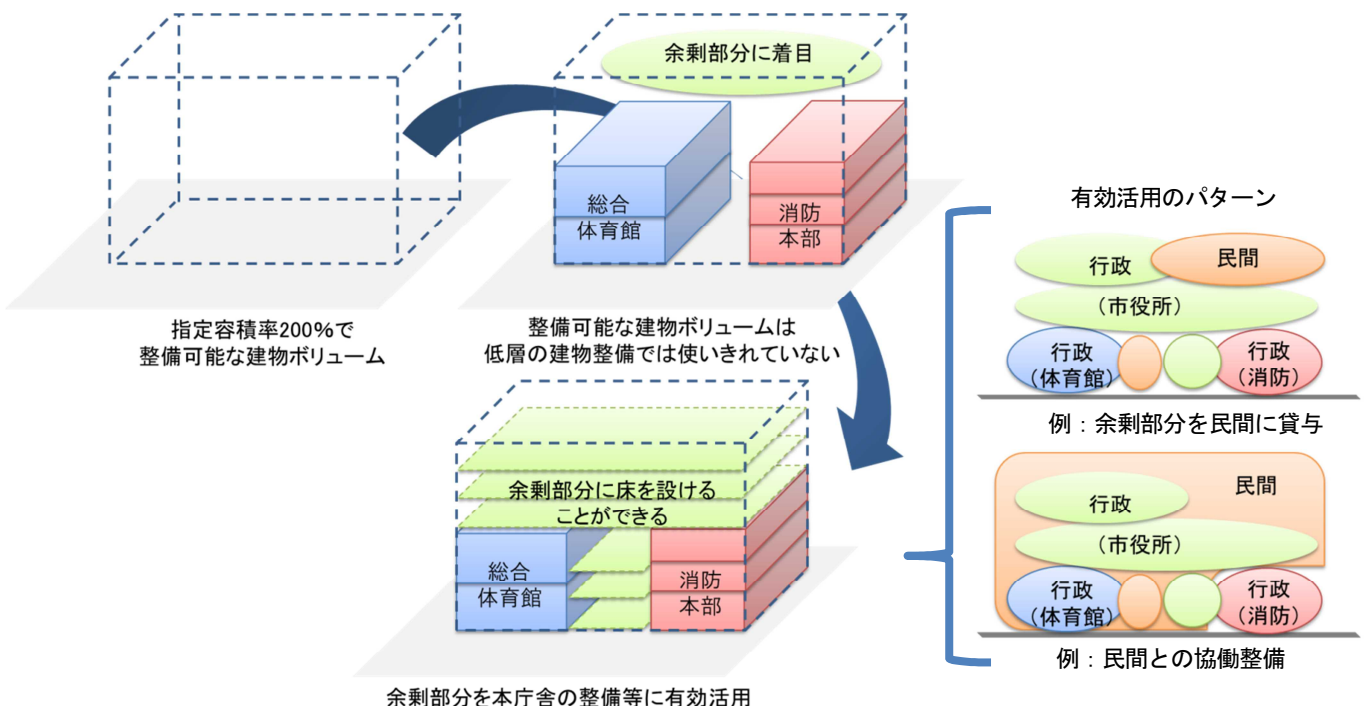 余剰部分に着目
総合
体育館
消防
本部
指定容積率200%で
整備可能な建物ボリューム
整備可能な建物ボリュームは
低層の建物整備では使いきれていない
余剰部分に床を設ける
ことができる
総合
体育館
消防
本部
余剰部分を本庁舎の整備等に有効活用
有効活用のパターン
行政
民間
(市役所)
行政
(体育館)
行政
(消防)
例:余剰部分を民間に貸与
民間
行政
(市役所)
行政
(体育館)
行政
(消防)
例:民間との協働整備